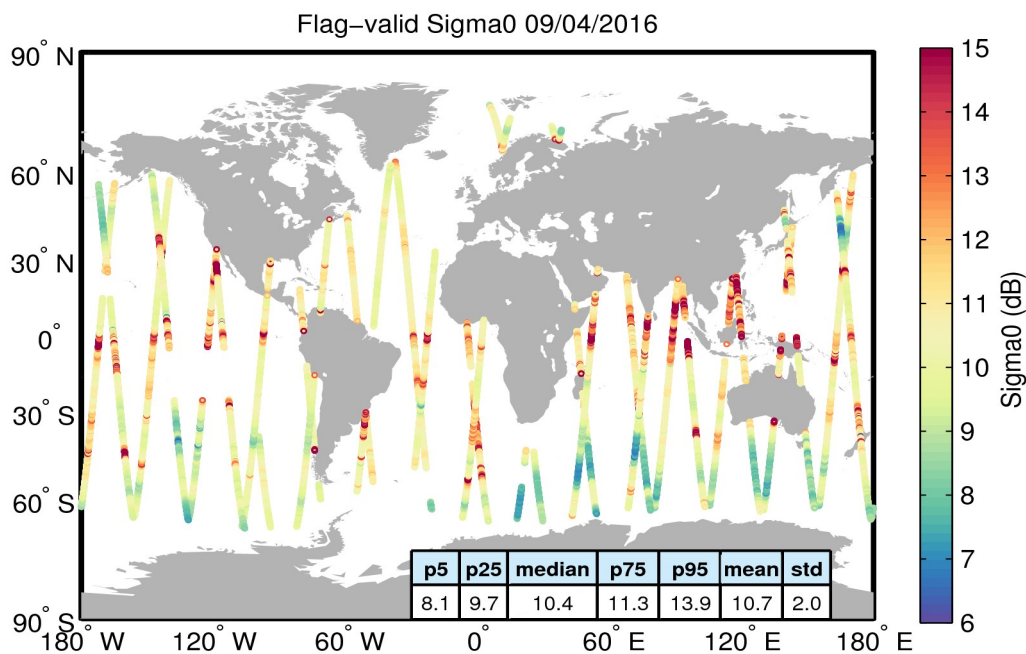 Flag−valid Sigma0 09/04/2016
90° N
60° N
30° N
0°
30° S
60° S
90° S
180° W
120° W
60° W
0°
60° E
120° E
180° E
p5 p25 median p75 p95 mean std
8.1 9.7 10.4 11.3 13.9 10.7 2.0
15
14
13
12
11
10
9
8
7
6
Sigma0 (dB)